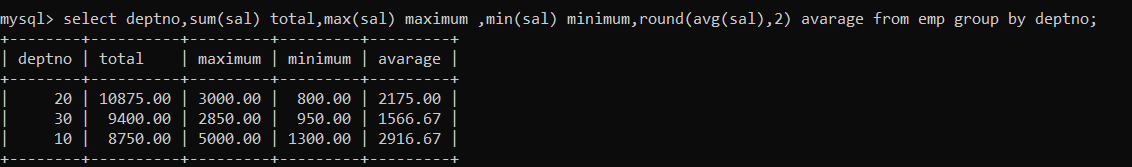 mysql> select deptno,sum(sal) total,max(sal) maximum ,min(sal) minimum,round(avg(sal),2) avarage from emp group by deptno;
+--------+----------+---------+---------+---------+
| deptno | total    | maximum | minimum | avarage |
+--------+----------+---------+---------+---------+
|     20 | 10875.00 | 3000.00 |  800.00 | 2175.00 |
|     30 |  9400.00 | 2850.00 |  950.00 | 1566.67 |
|     10 |  8750.00 | 5000.00 | 1300.00 | 2916.67 |
+--------+----------+---------+---------+---------+